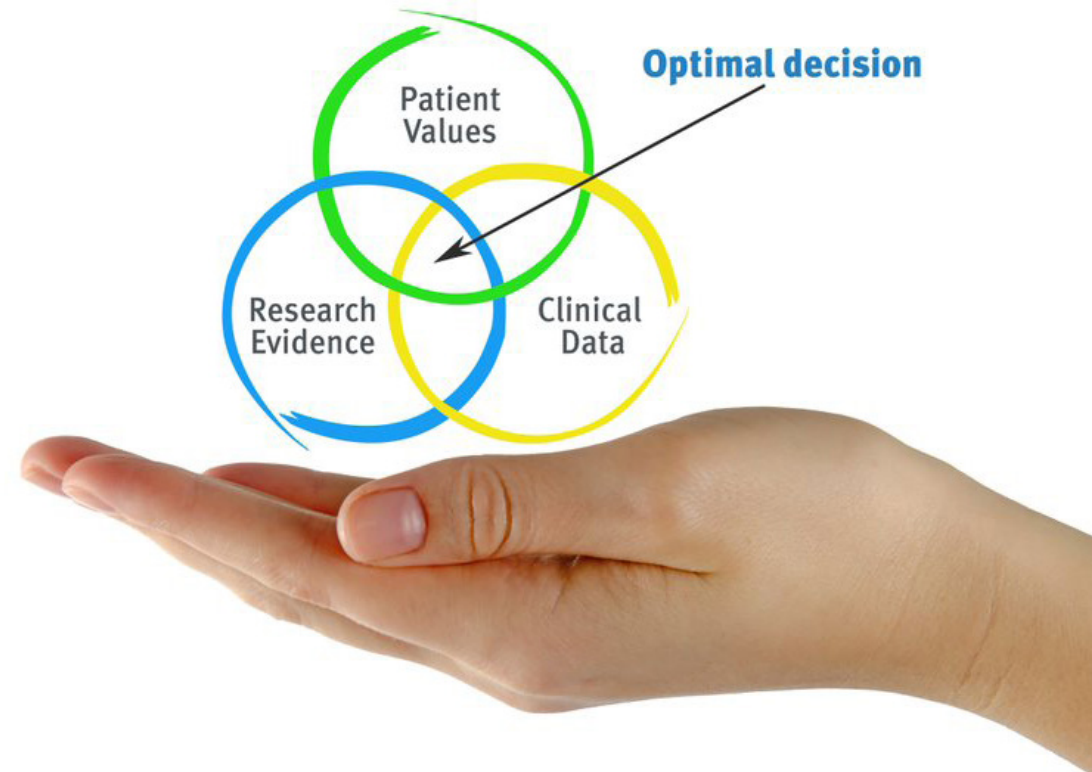 Optimal decision
Patient
Values
Research
Evidence
Clinical
Data